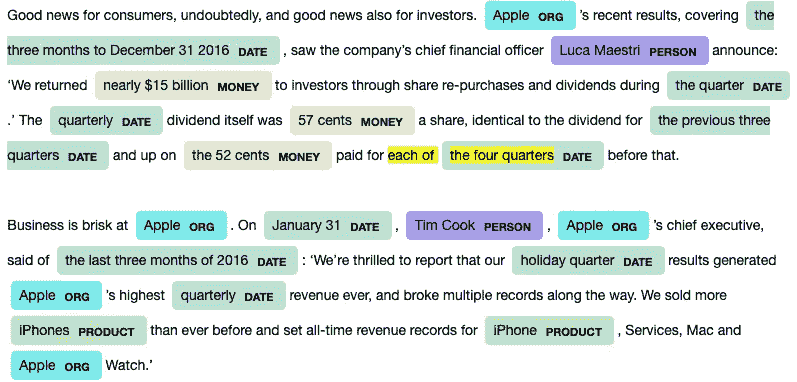 Good news for consumers, undoubtedly, and good news also for investors. Apple ORG 's recent results, covering the
three months to December 31 2016 DATE , saw the company's chief financial officer Luca Maestri PERSON announce:
'We returned nearly $15 billion MONEY to investors through share re-purchases and dividends during the quarter DATE
.' The quarterly DATE dividend itself was 57 cents MONEY a share, identical to the dividend for the previous three
quarters DATE and up on the 52 cents MONEY paid for each of the four quarters DATE before that.
Business is brisk at Apple ORG . On January 31 DATE , Tim Cook PERSON , Apple ORG 's chief executive,
said of the last three months of 2016 DATE : 'We're thrilled to report that our holiday quarter DATE results generated
Apple ORG 's highest quarterly DATE revenue ever, and broke multiple records along the way. We sold more
iPhones PRODUCT than ever before and set all-time revenue records for iPhone PRODUCT , Services, Mac and
Apple ORG Watch.'